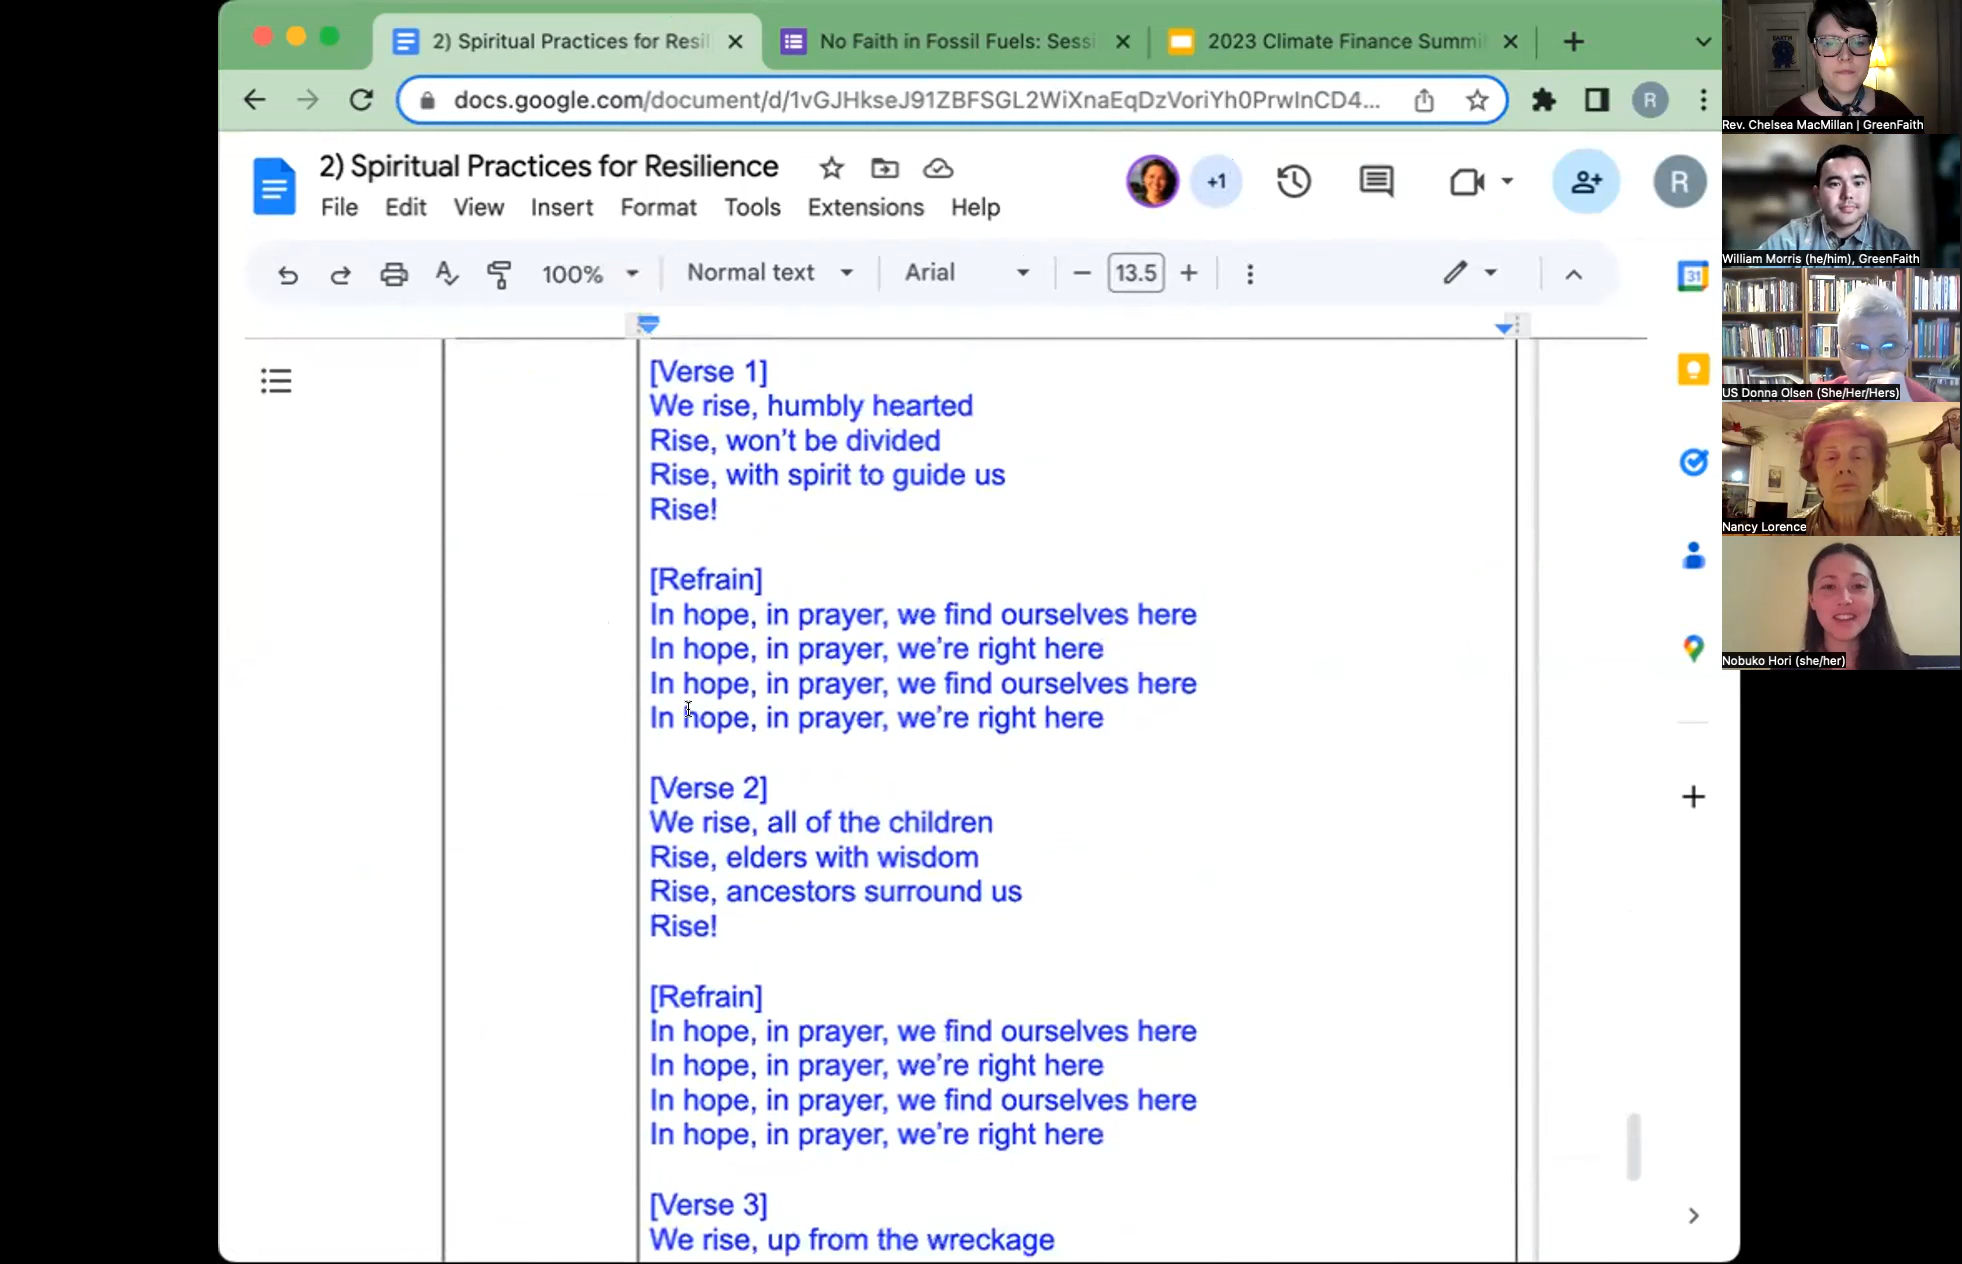 2) Spiritual Practices for Resil
No Faith in Fossil Fuels: Sessi
2023 Climate Finance Summi
docs.google.com/document/d/1vGJHkseJ91ZBFSGL2WiXnaEqDzVoriYh0PrwInCD4...
R
2) Spiritual Practices for Resilience
+1
R
File Edit View Insert Format Tools Extensions Help
100% Normal text Arial 13.5
31
[Verse 1]
We rise, humbly hearted
Rise, won’t be divided
Rise, with spirit to guide us
Rise!
[Refrain]
In hope, in prayer, we find ourselves here
In hope, in prayer, we’re right here
In hope, in prayer, we find ourselves here
In hope, in prayer, we’re right here
[Verse 2]
We rise, all of the children
Rise, elders with wisdom
Rise, ancestors surround us
Rise!
[Refrain]
In hope, in prayer, we find ourselves here
In hope, in prayer, we’re right here
In hope, in prayer, we find ourselves here
In hope, in prayer, we’re right here
[Verse 3]
We rise, up from the wreckage
Rev. Chelsea MacMillan | GreenFaith
William Morris (he/him), GreenFaith
US Donna Olsen (She/Her/Hers)
Nancy Lorence
Nobuko Hori (she/her)